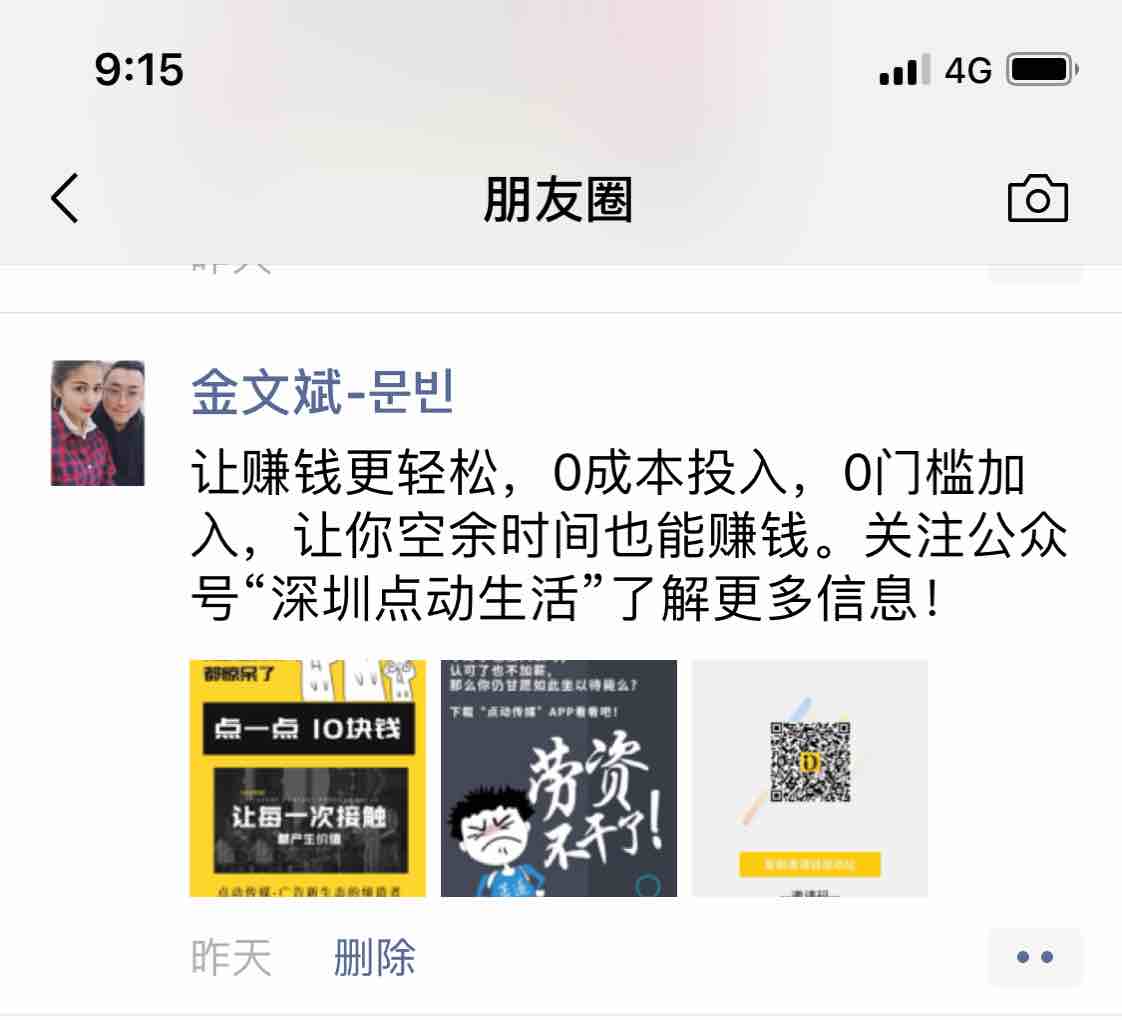 9:15
4G
朋友圈
昨天
金文斌-문빈
让赚钱更轻松，0成本投入，0门槛加
入，让你空余时间也能赚钱。关注公众
号“深圳点动生活”了解更多信息！
都惊呆了
点一点 10块钱
让每一次接触
都产生价值
点动传媒-广告新生态的缔造者
认可了也不加薪，
那么你仍甘愿如此坐以待毙么？
下载“点动传媒”APP看看吧！
劳资
不干了！
昨天
删除